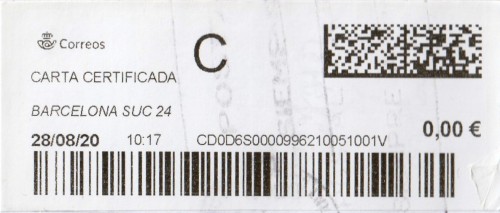 Correos
C
CARTA CERTIFICADA
BARCELONA SUC 24
0,00 €
28/08/20 10:17 CD0D6S0000996210051001V